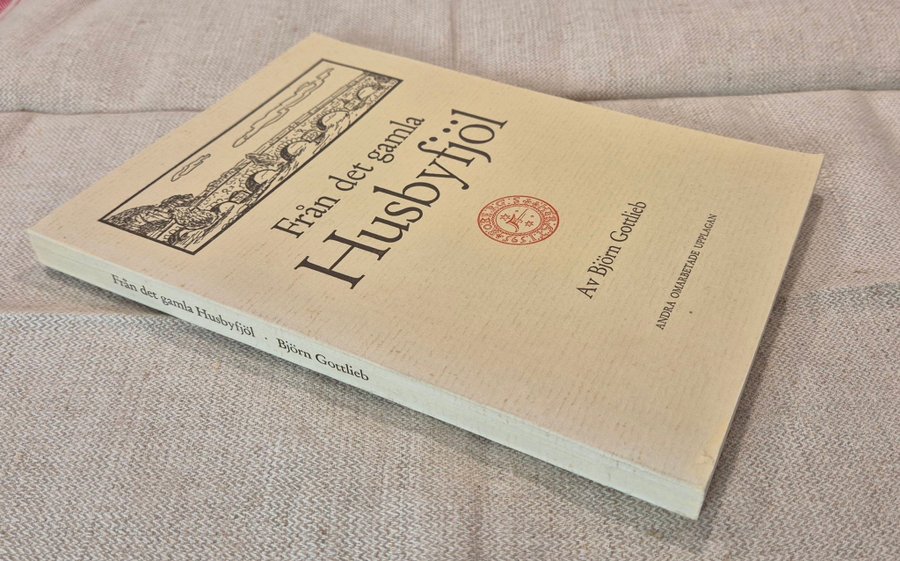 Från det gamla
Husbyfjöl
Av Björn Gottlieb
ANDRA OMARBETADE UPPLAGAN
Från det gamla Husbyfjöl · Björn Gottlieb